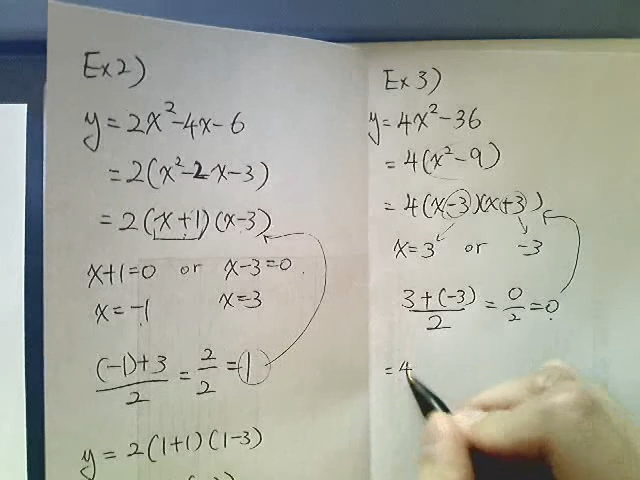 Ex2)
y=2x²-4x-6
=2(x²-2x-3)
=2(x+1)(x-3)
x+1=0 or x-3=0
x=-1 x=3
(-1)+3/2 = 2/2 = 1
y=2(1+1)(1-3)
Ex3)
y=4x²-36
=4(x²-9)
=4(x-3)(x+3)
x=3 or -3
3+(-3)/2 = 0/2 = 0
=4